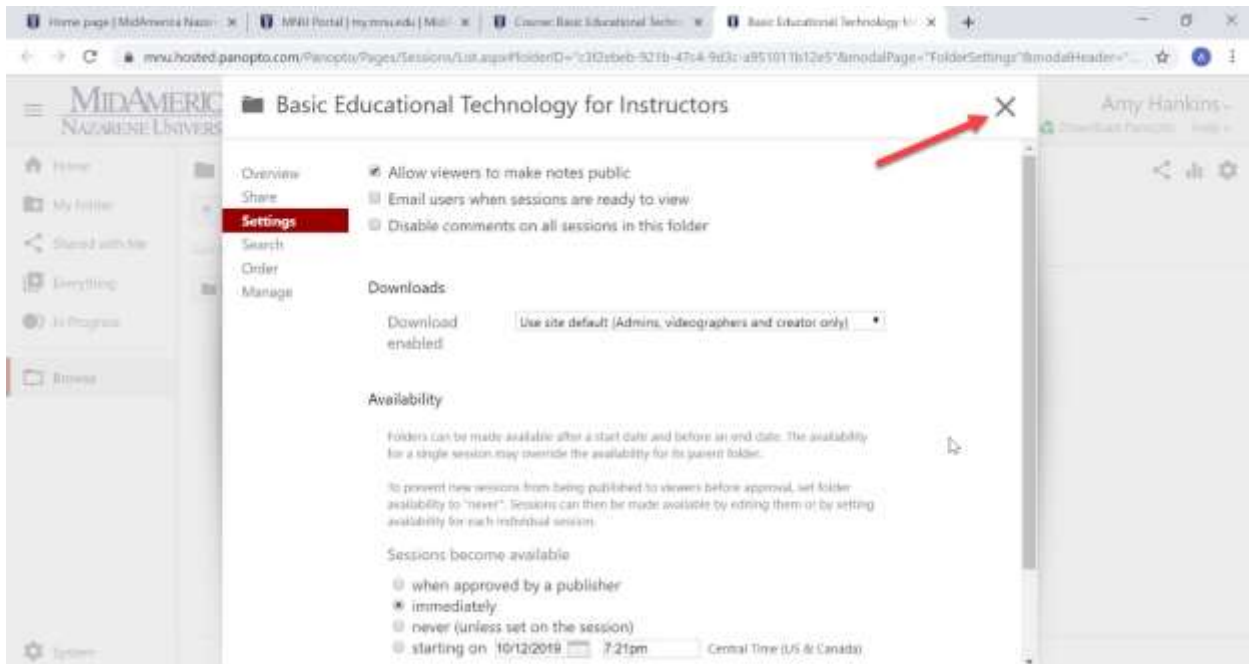 Home page | MidAmerica Nazar
MNU Portal | my.mnu.edu | Mid
Course: Basic Educational Techn
Basic Educational Technology for
mnu.hosted.panopto.com/Panopto/Pages/Sessions/List.aspx#folderID=
&modalPage="FolderSettings"&modalHeader="
MIDAMERIC
NAZARENE UNIVERS
Basic Educational Technology for Instructors
Amy Hankins
Download Panopto Help
Home
My Folder
Shared with Me
Everything
In Progress
Browse
System
Overview
Share
Settings
Search
Order
Manage
Allow viewers to make notes public
Email users when sessions are ready to view
Disable comments on all sessions in this folder
Downloads
Download
enabled
Use site default (Admins, videographers and creator only)
Availability
Folders can be made available after a start date and before an end date. The availability
for a single session may override the availability for its parent folder.
To prevent new sessions from being published to viewers before approval, set folder
availability to "never". Sessions can then be made available by editing them or by setting
availability for each individual session.
Sessions become available
when approved by a publisher
immediately
never (unless set on the session)
starting on 10/12/2019 7:21pm Central Time (US & Canada)